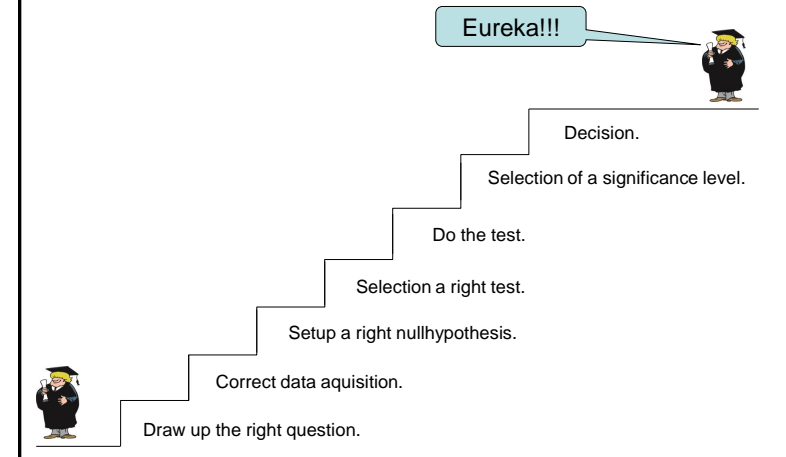 Eureka!!!
Decision.
Selection of a significance level.
Do the test.
Selection a right test.
Setup a right nullhypothesis.
Correct data aquisition.
Draw up the right question.